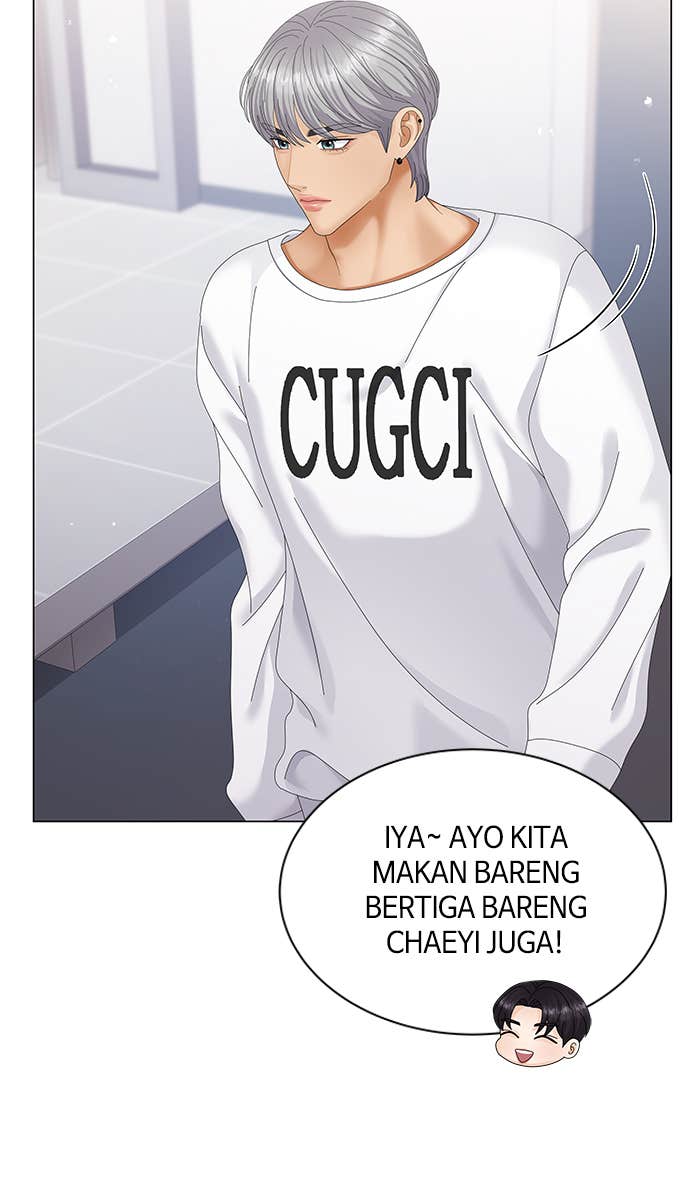 CUGCI
IYA~ AYO KITA
MAKAN BARENG
BERTIGA BARENG
CHAEYI JUGA!